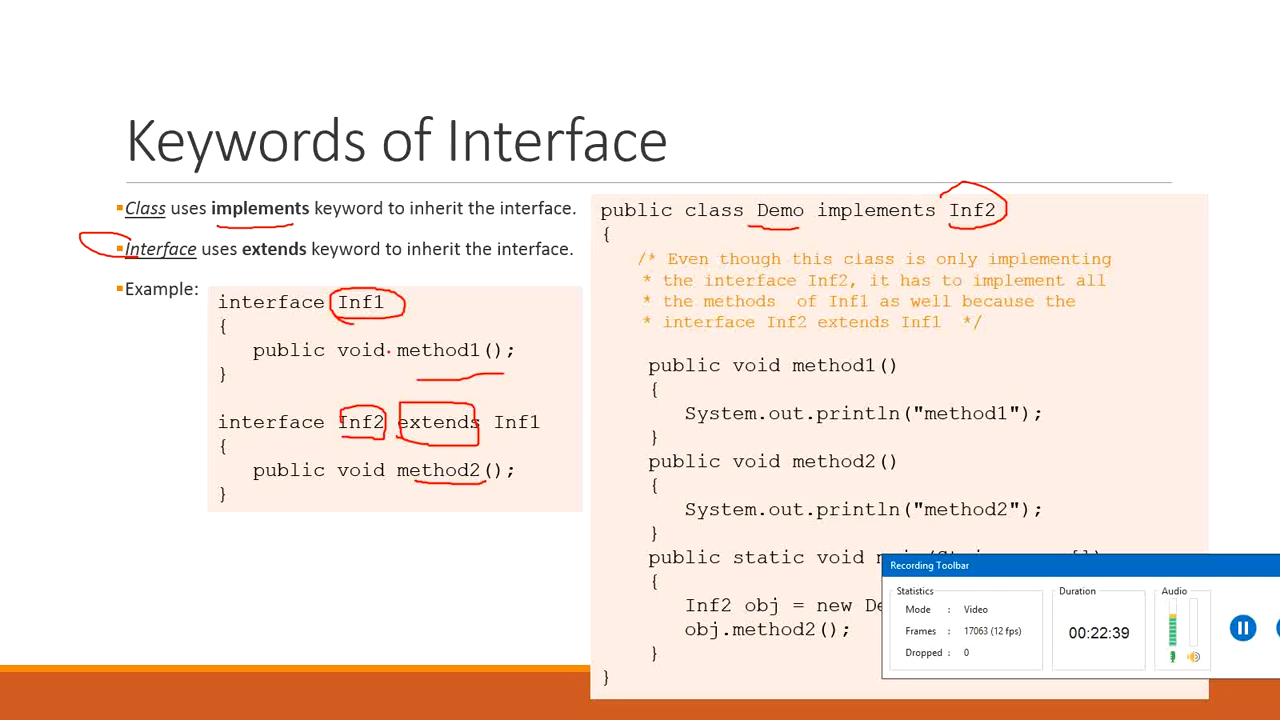 Keywords of Interface
Class uses implements keyword to inherit the interface.
Interface uses extends keyword to inherit the interface.
Example:
interface Inf1
{
public void method1();
}
interface Inf2 extends Inf1
{
public void method2();
}
public class Demo implements Inf2
{
/* Even though this class is only implementing
* the interface Inf2, it has to implement all
* the methods of Inf1 as well because the
* interface Inf2 extends Inf1 */
public void method1()
{
System.out.println("method1");
}
public void method2()
{
System.out.println("method2");
}
public static void
{
Inf2 obj = new
obj.method2();
}
}
Recording Toolbar
Statistics
Mode : Video
Frames : 17063 (12 fps)
Dropped : 0
Duration
00:22:39
Audio